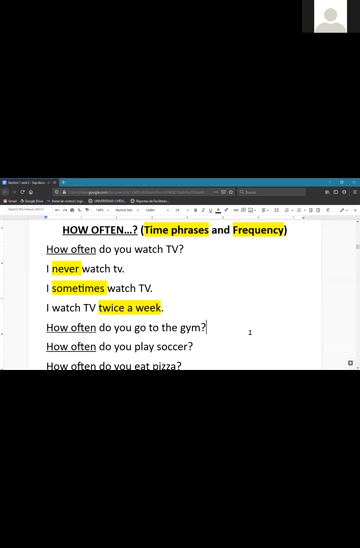 HOW OFTEN...? (Time phrases and Frequency)
How often do you watch TV?
I never watch tv.
I sometimes watch TV.
I watch TV twice a week.
How often do you go to the gym?
How often do you play soccer?
How often do you eat pizza?